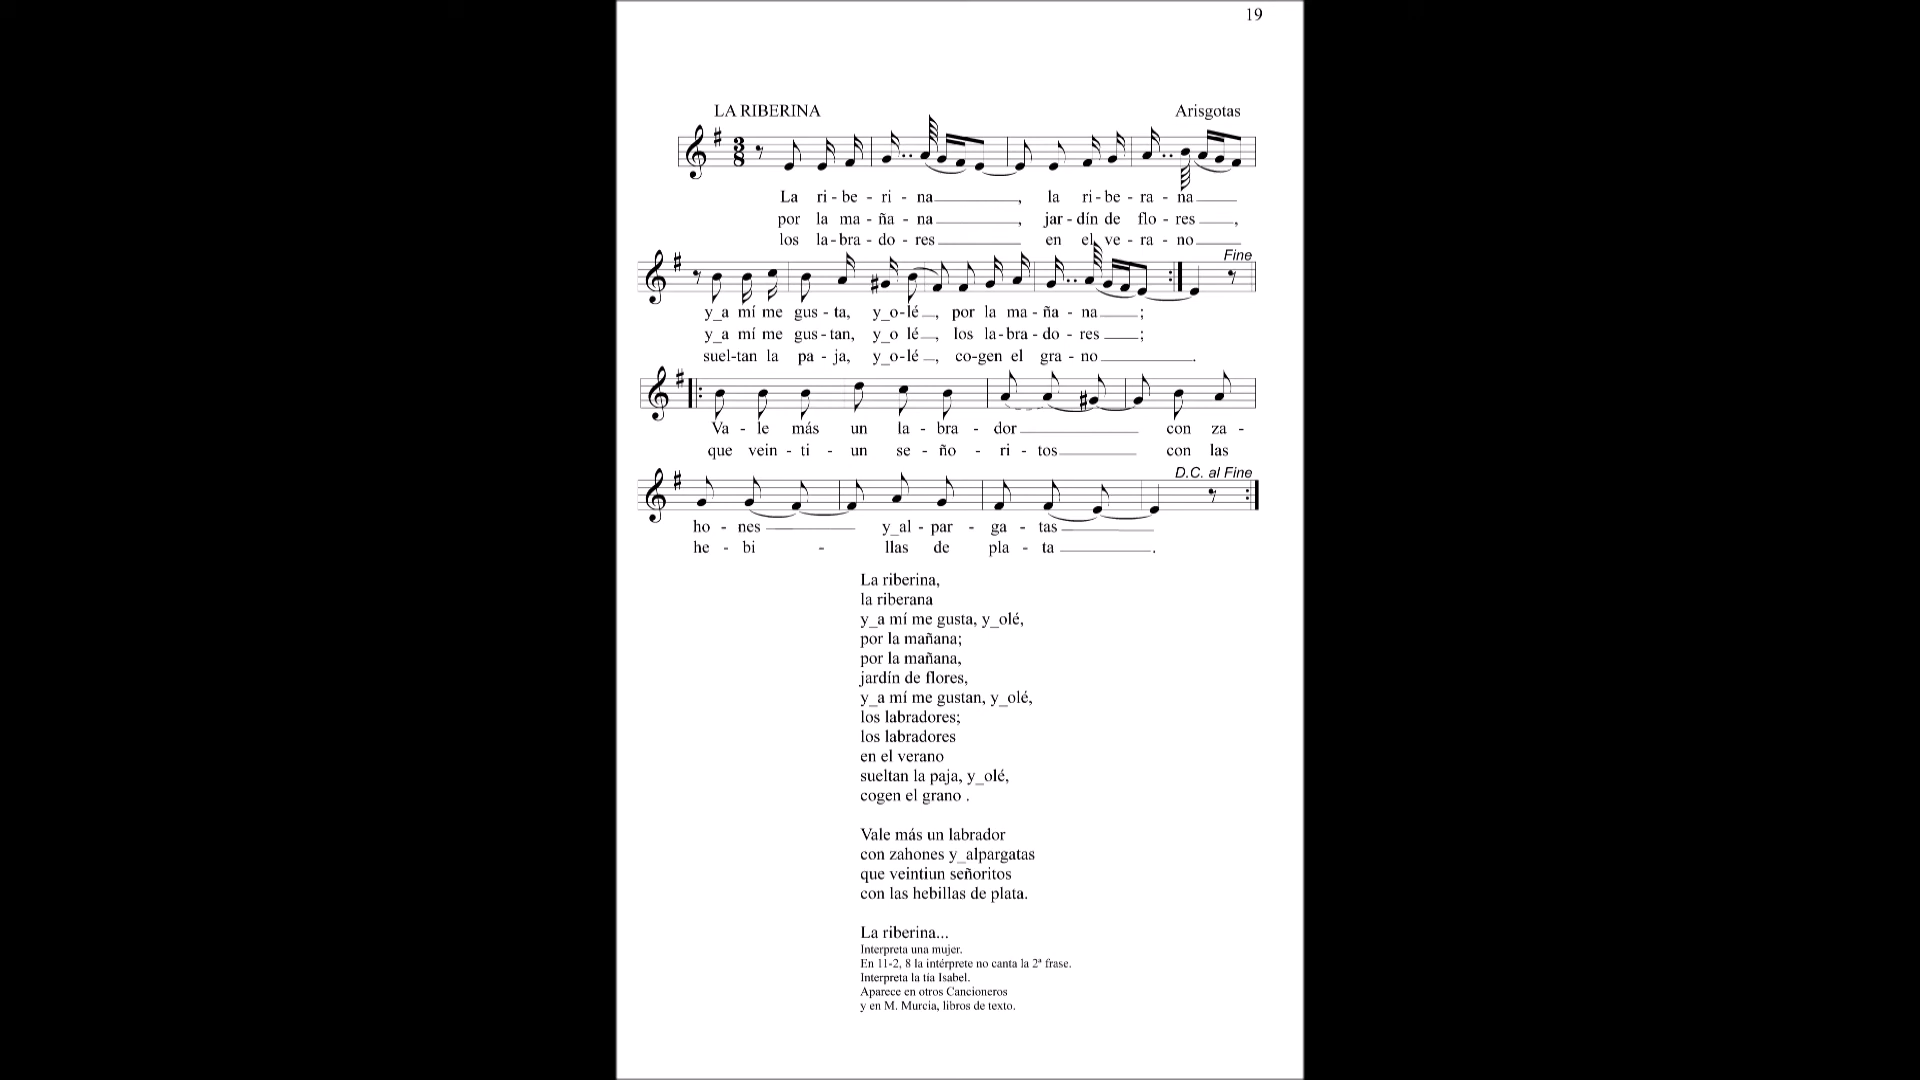 19
LA RIBERINA Arisgotas
La ri - be - ri - na, la ri - be - ra - na
por la ma - ña - na, jar - dín de flo - res,
los la - bra - do - res en el ve - ra - no
Fine
y_a mí me gus - ta, y_o - lé, por la ma - ña - na;
y_a mí me gus - tan, y_o lé, los la - bra - do - res;
suel - tan la pa - ja, y_o - lé, co - gen el gra - no.
Va - le más un la - bra - dor con za -
que vein - ti - un se - ño - ri - tos con las
D.C. al Fine
ho - nes y_al - par - ga - tas
he - bi - llas de pla - ta.
La riberina,
la riberana
y_a mí me gusta, y_olé,
por la mañana;
por la mañana,
jardín de flores,
y_a mí me gustan, y_olé,
los labradores;
los labradores
en el verano
sueltan la paja, y_olé,
cogen el grano .
Vale más un labrador
con zahones y_alpargatas
que veintiun señoritos
con las hebillas de plata.
La riberina...
Interpreta una mujer.
En 11-2, 8 la intérprete no canta la 2ª frase.
Interpreta la tía Isabel.
Aparece en otros Cancioneros
y en M. Murcia, libros de texto.